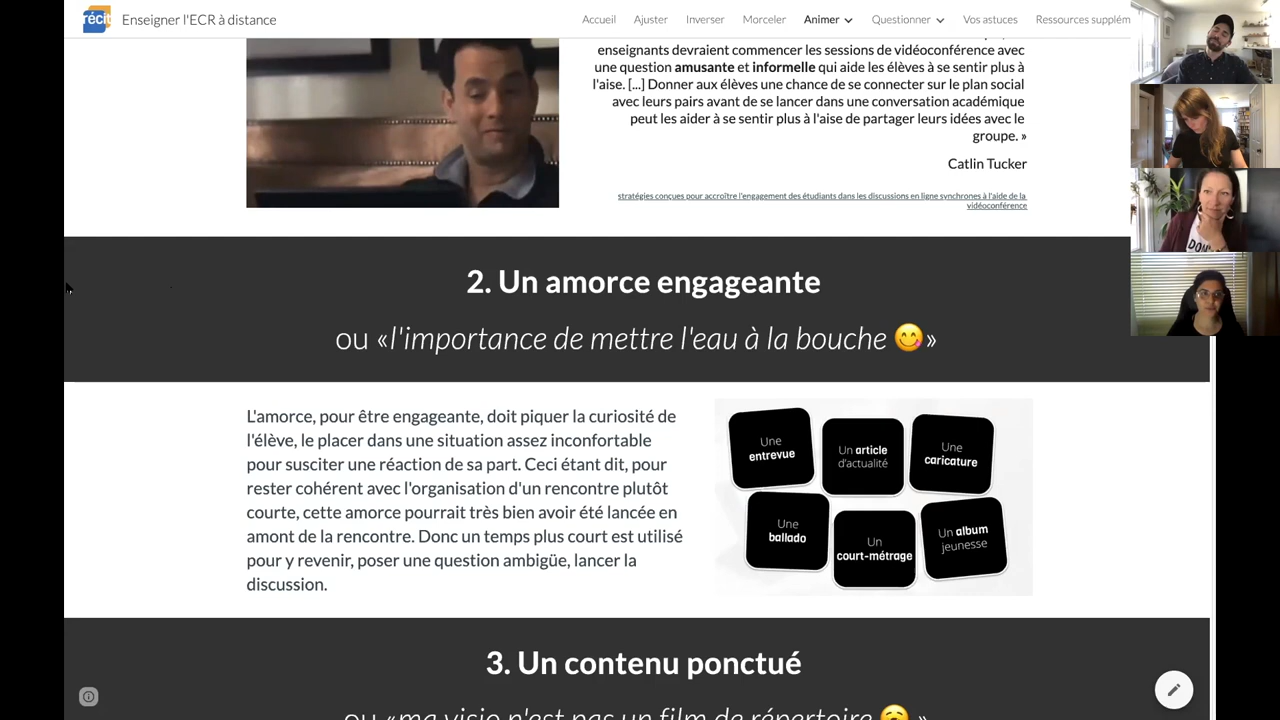 récit
Enseigner l'ECR à distance
Accueil
Ajuster
Inverser
Morceler
Animer
Questionner
Vos astuces
Ressources supplém
enseignants devraient commencer les sessions de vidéoconférence avec
une question amusante et informelle qui aide les élèves à se sentir plus à
l'aise. [...] Donner aux élèves une chance de se connecter sur le plan social
avec leurs pairs avant de se lancer dans une conversation académique
peut les aider à se sentir plus à l'aise de partager leurs idées avec le
groupe. »
Catlin Tucker
stratégies conçues pour accroître l'engagement des étudiants dans les discussions en ligne synchrones à l'aide de la
vidéoconférence
2. Un amorce engageante
ou «l'importance de mettre l'eau à la bouche 😋»
L'amorce, pour être engageante, doit piquer la curiosité de
l'élève, le placer dans une situation assez inconfortable
pour susciter une réaction de sa part. Ceci étant dit, pour
rester cohérent avec l'organisation d'un rencontre plutôt
courte, cette amorce pourrait très bien avoir été lancée en
amont de la rencontre. Donc un temps plus court est utilisé
pour y revenir, poser une question ambigüe, lancer la
discussion.
Une
entrevue
Un article
d'actualité
Une
caricature
Une
ballado
Un
court-métrage
Un album
jeunesse
3. Un contenu ponctué
ou «ma visio n'est pas un film de répertoire »